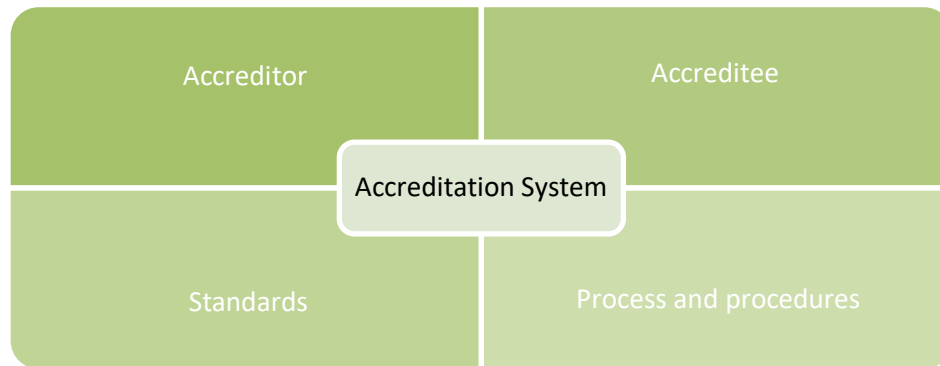 Accreditor
Accreditee
Accreditation System
Standards
Process and procedures